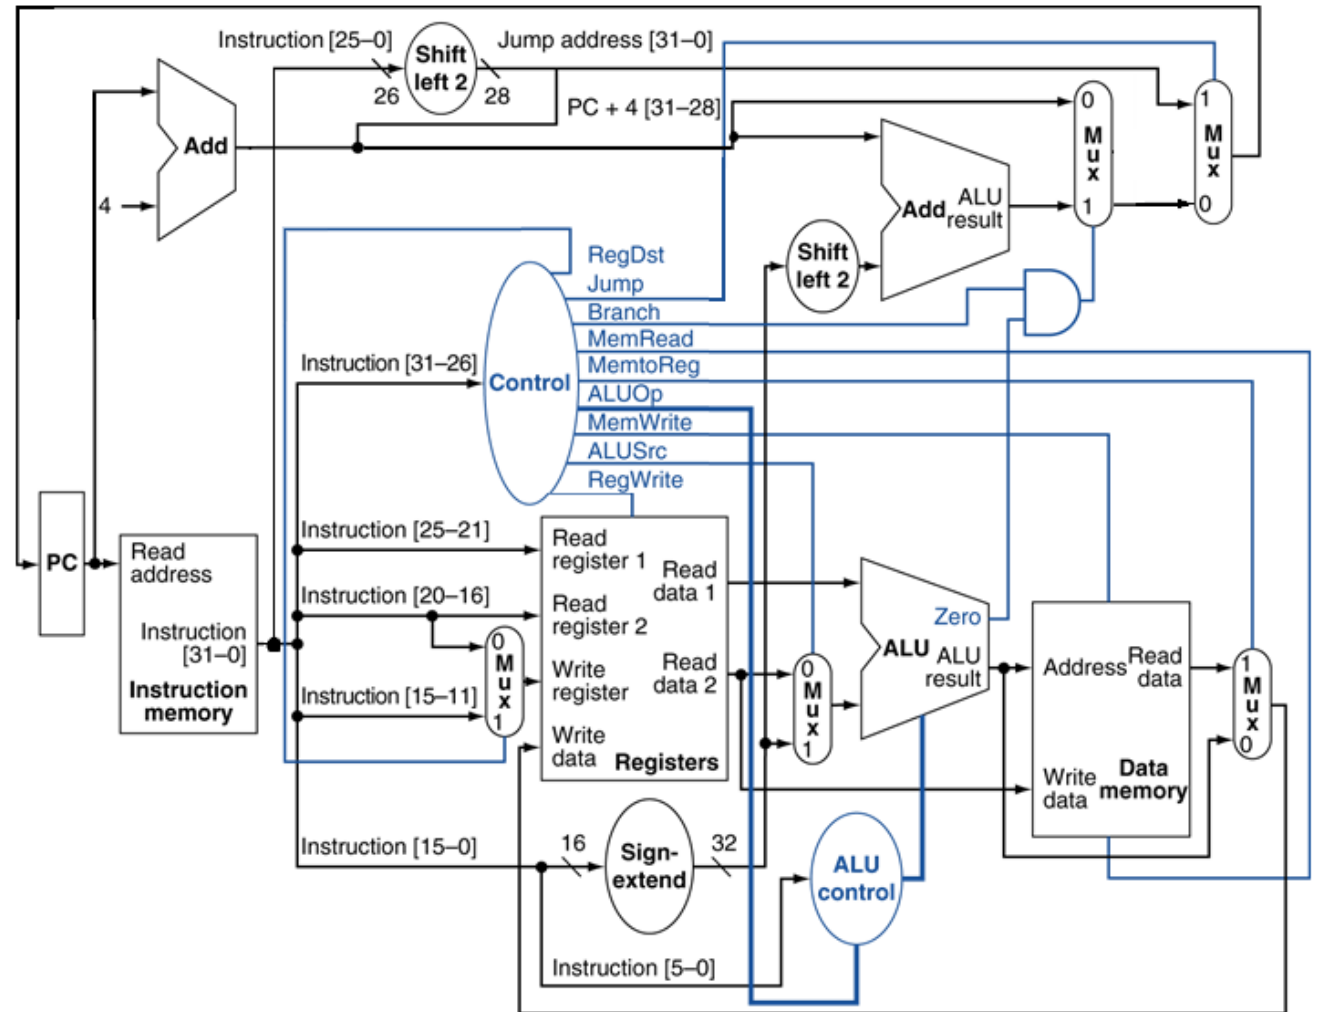 Instruction [25–0]
Shift
left 2
Jump address [31–0]
26
28
PC + 4 [31–28]
Add
4
0
M
u
x
1
1
M
u
x
0
Add
ALU
result
Shift
left 2
RegDst
Jump
Branch
MemRead
MemtoReg
ALUOp
MemWrite
ALUSrc
RegWrite
Instruction [31–26]
Control
PC
Read
address
Instruction
[31–0]
Instruction
memory
Instruction [25–21]
Instruction [20–16]
Instruction [15–11]
0
M
u
x
1
Read
register 1
Read
register 2
Write
register
Write
data
Read
data 1
Read
data 2
Registers
0
M
u
x
1
Zero
ALU
ALU
result
Address
Read
data
Write
data
Data
memory
1
M
u
x
0
Instruction [15–0]
16
Sign-
extend
32
ALU
control
Instruction [5–0]